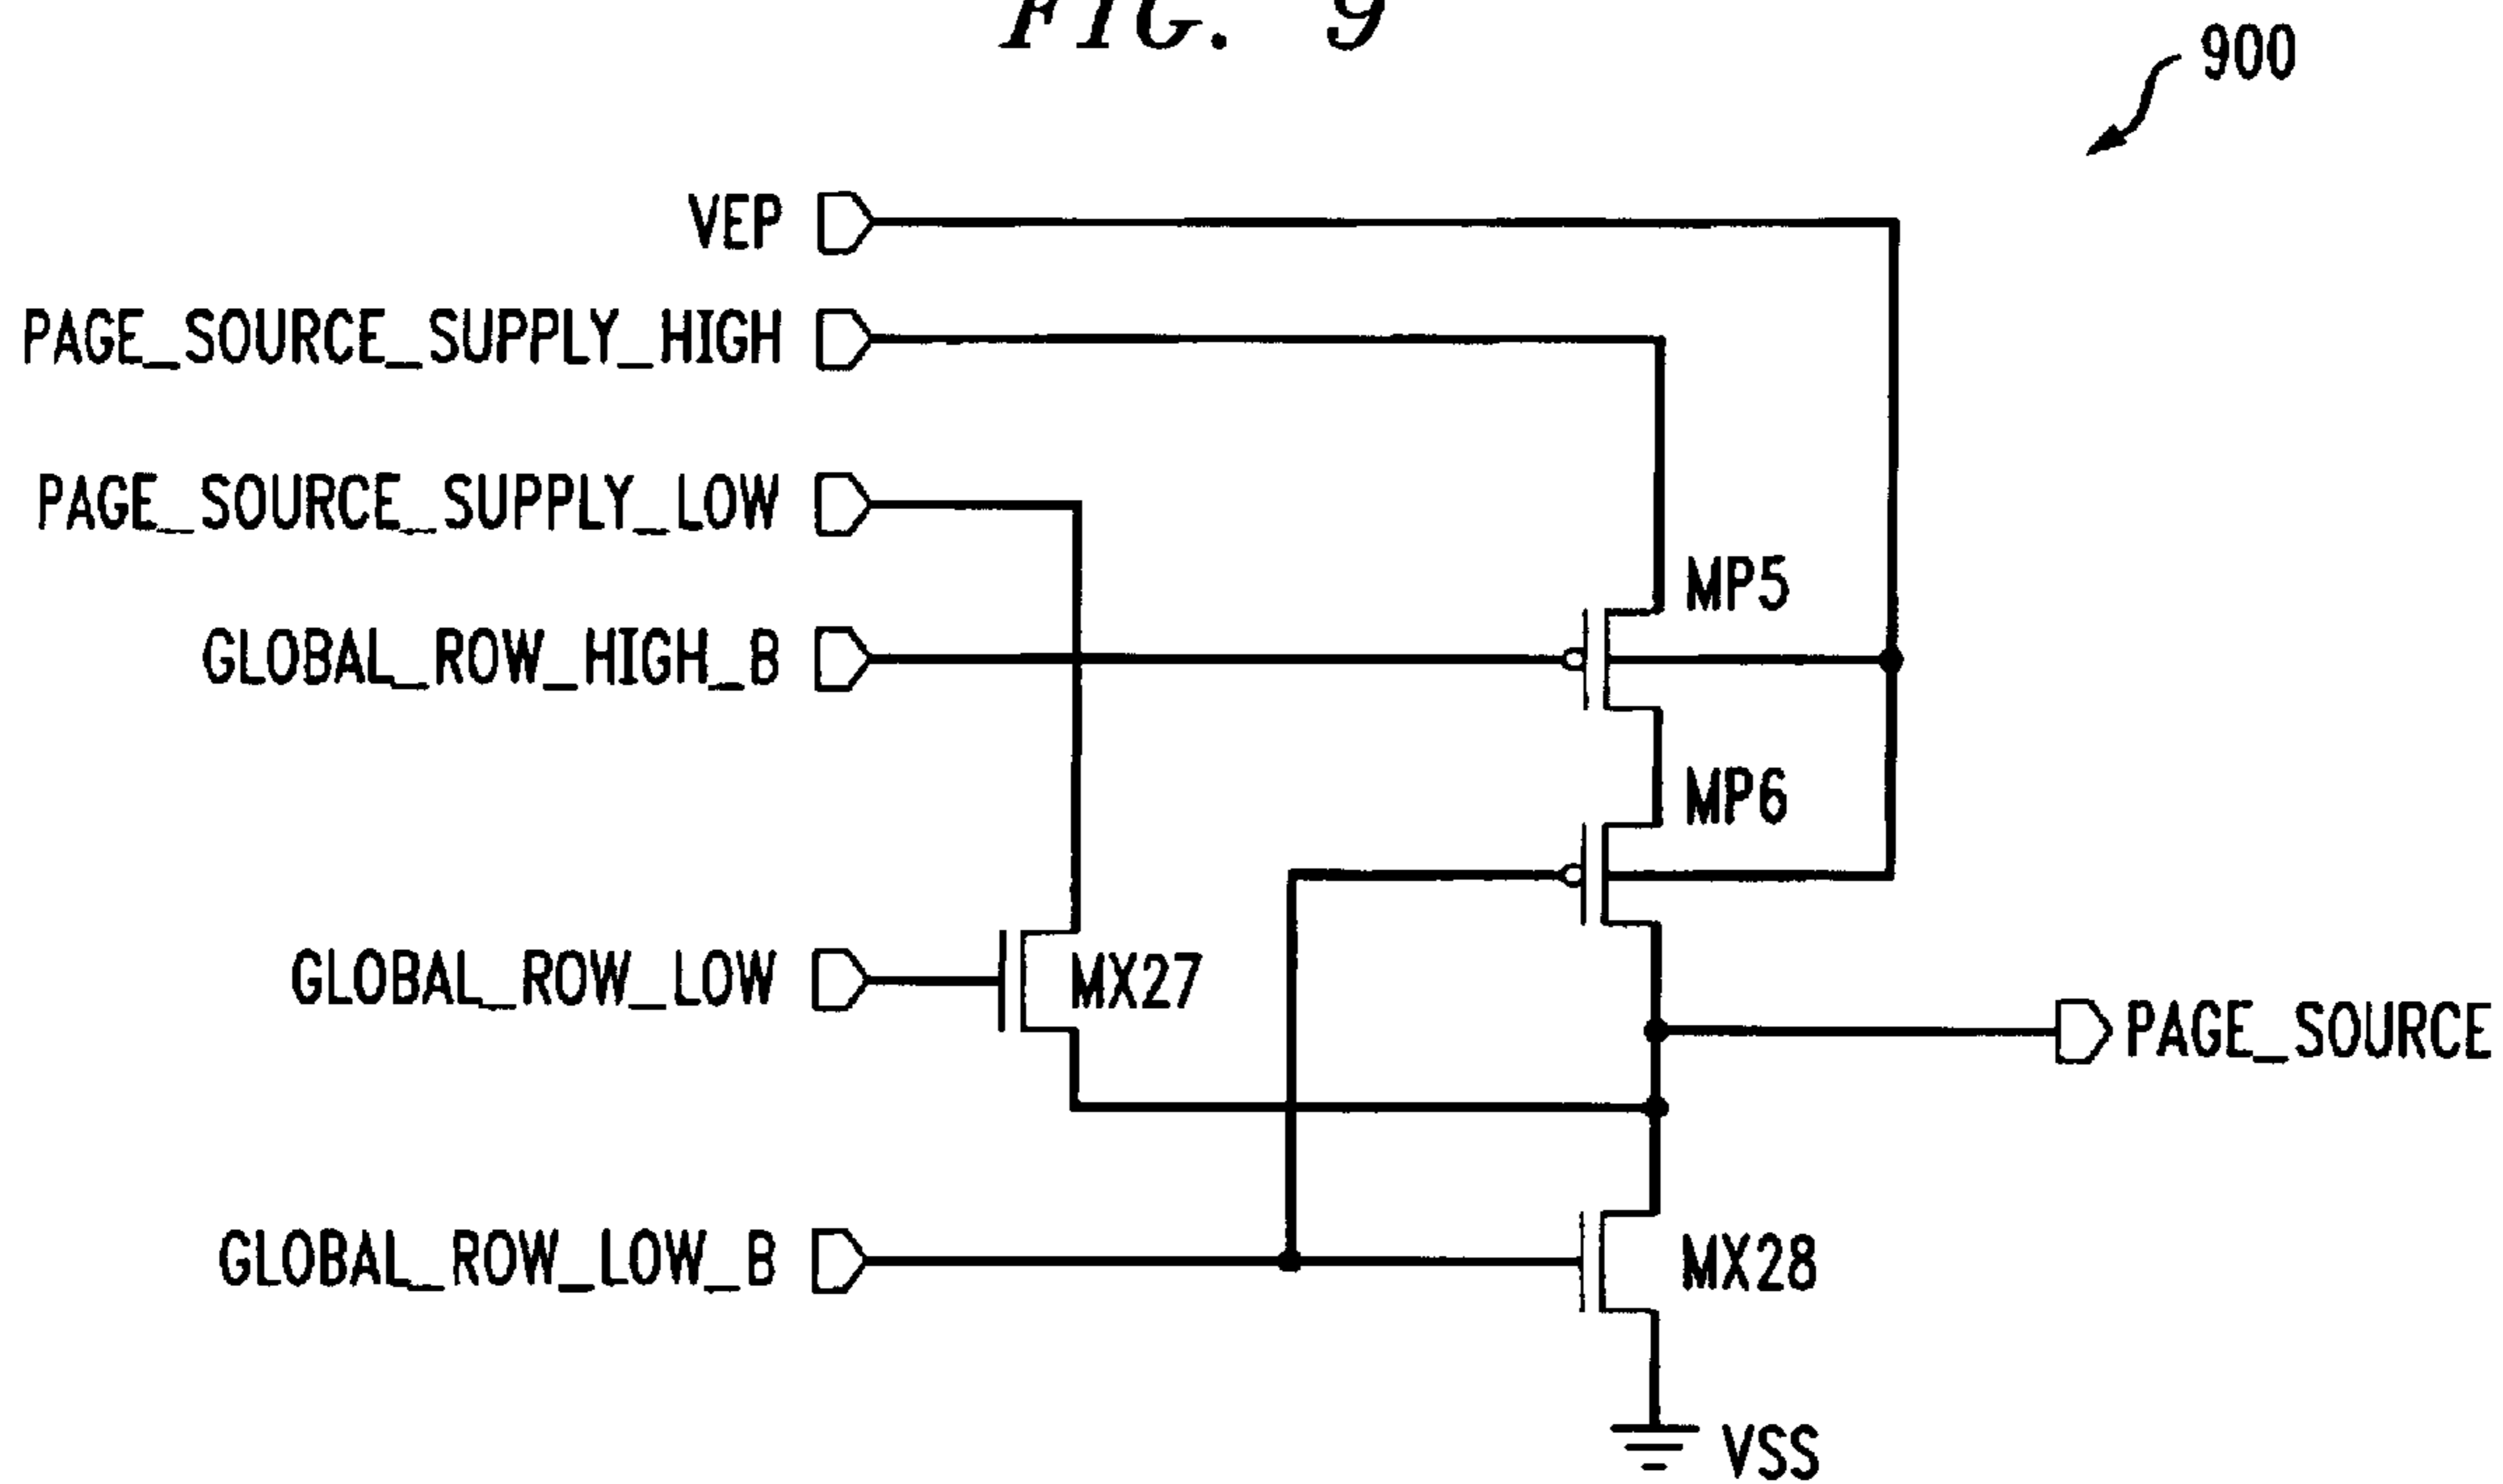 FIG. 9
900
VEP
PAGE_SOURCE_SUPPLY_HIGH
PAGE_SOURCE_SUPPLY_LOW
MP5
GLOBAL_ROW_HIGH_B
MP6
GLOBAL_ROW_LOW
MX27
PAGE_SOURCE
GLOBAL_ROW_LOW_B
MX28
VSS